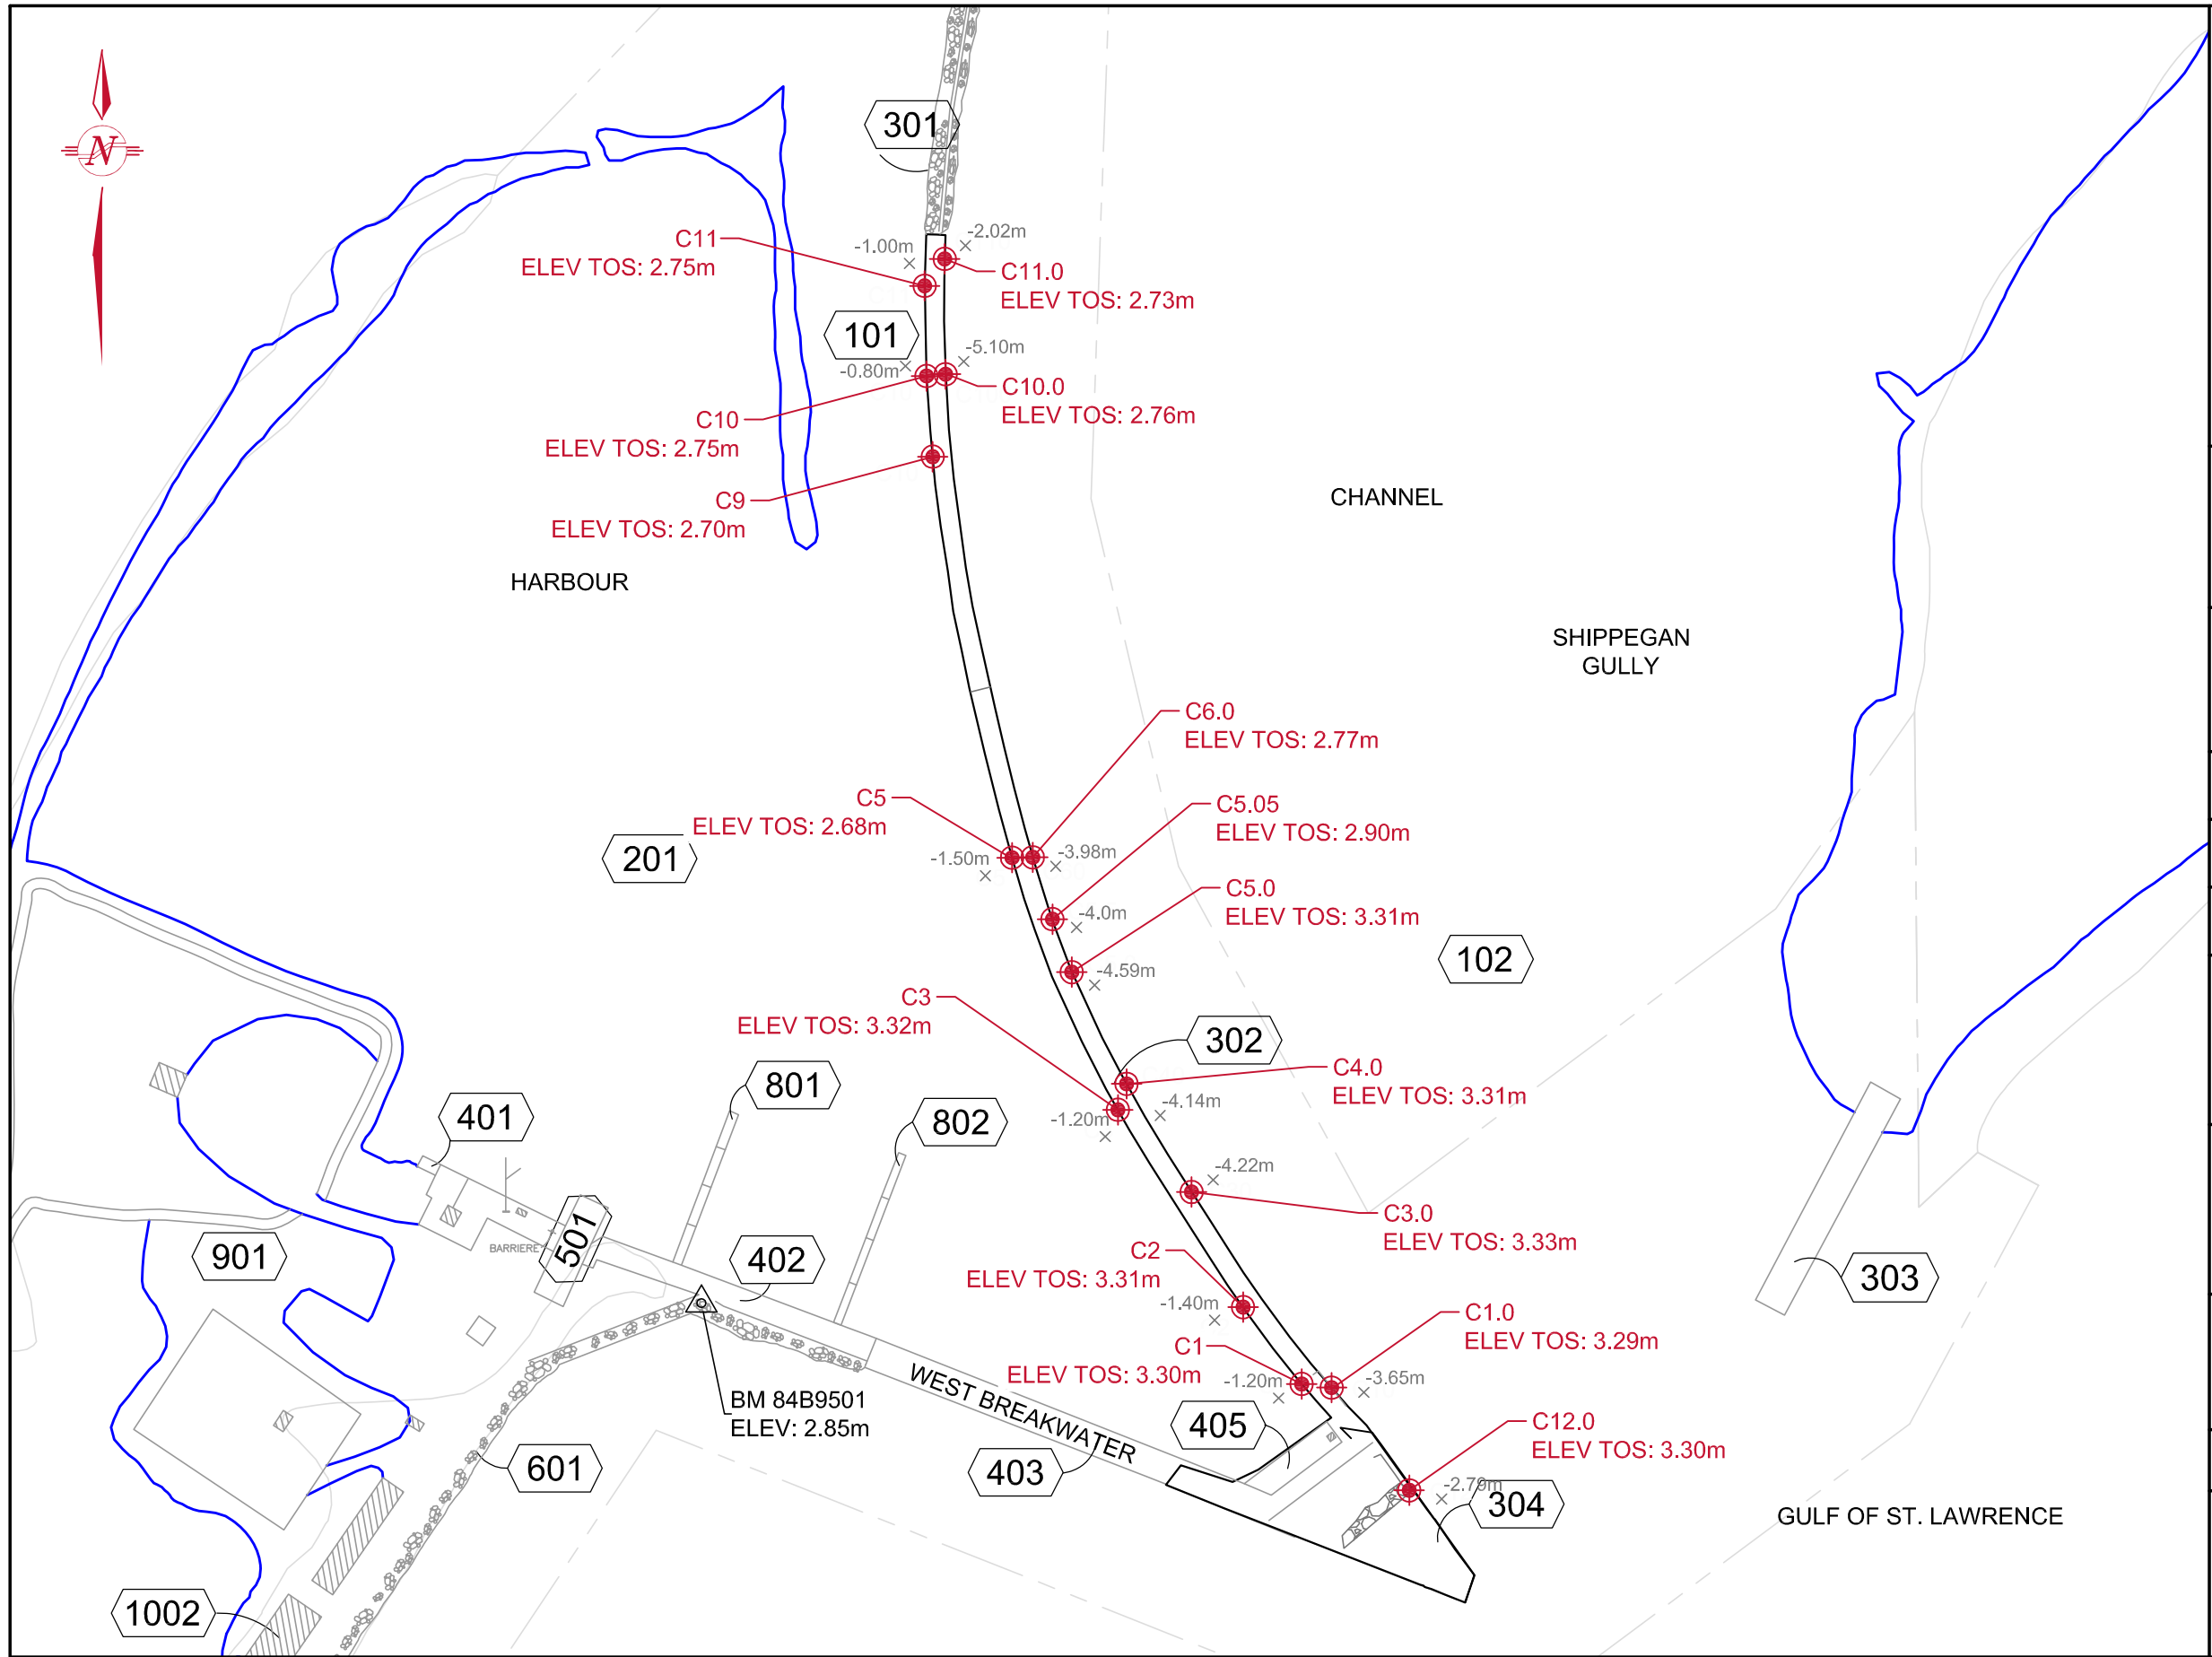 N
301
-2.02m
-1.00m
C11
ELEV TOS: 2.75m
C11.0
ELEV TOS: 2.73m
101
-5.10m
-0.80m
C10.0
ELEV TOS: 2.76m
C10
ELEV TOS: 2.75m
C9
ELEV TOS: 2.70m
CHANNEL
HARBOUR
SHIPPEGAN
GULLY
C6.0
ELEV TOS: 2.77m
C5
ELEV TOS: 2.68m
C5.05
ELEV TOS: 2.90m
201
-1.50m
-3.98m
C5.0
ELEV TOS: 3.31m
-4.0m
-4.59m
102
C3
ELEV TOS: 3.32m
302
C4.0
ELEV TOS: 3.31m
801
-4.14m
-1.20m
401
802
-4.22m
C3.0
ELEV TOS: 3.33m
BARRIERE
501
901
402
C2
ELEV TOS: 3.31m
303
-1.40m
C1.0
ELEV TOS: 3.29m
C1
ELEV TOS: 3.30m
-1.20m
-3.65m
WEST BREAKWATER
BM 84B9501
ELEV: 2.85m
405
C12.0
ELEV TOS: 3.30m
601
403
-2.79m
304
GULF OF ST. LAWRENCE
1002